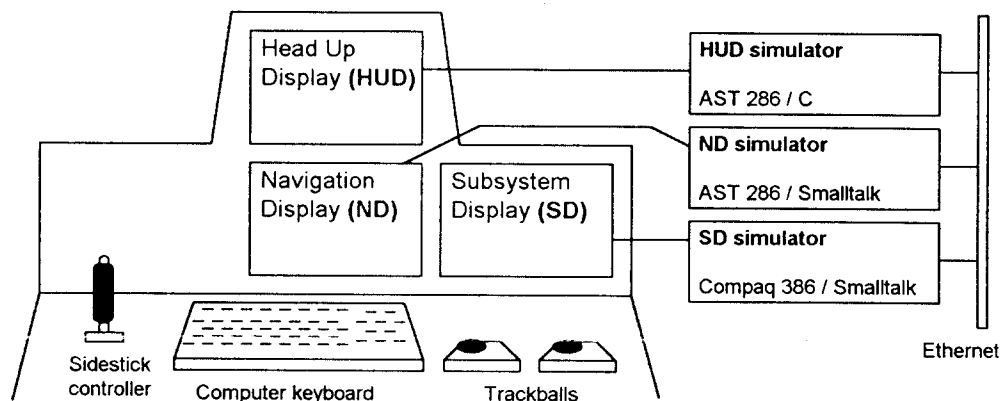 Head Up
Display (HUD)
HUD simulator
AST 286 / C
Navigation
Display (ND)
Subsystem
Display (SD)
ND simulator
AST 286 / Smalltalk
SD simulator
Compaq 386 / Smalltalk
Ethernet
Sidestick
controller
Computer keyboard
Trackballs